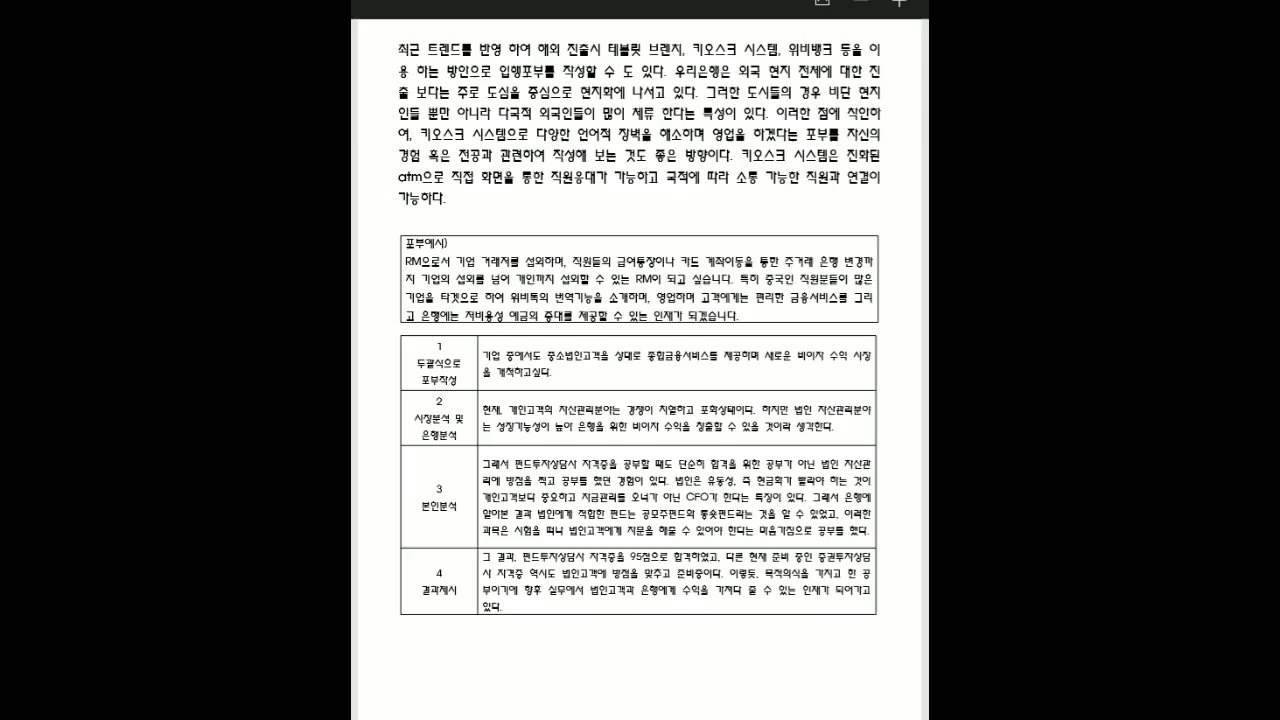 최근 트렌드를 반영 하여 해외 진출시 테블릿 브렌지, 키오스크 시스템, 위비뱅크 등을 이
용 하는 방안으로 입행포부를 작성할 수 도 있다. 우리은행은 외국 현지 전체에 대한 진
출 보다는 주로 도심을 중심으로 현지화에 나서고 있다. 그러한 도시들의 경우 비단 현지
인들 뿐만 아니라 다국적 외국인들이 많이 체류 한다는 특성이 있다. 이러한 점에 착안하
여, 키오스크 시스템으로 다양한 언어적 장벽을 해소하며 영업을 하겠다는 포부를 자신의
경험 혹은 전공과 관련하여 작성해 보는 것도 좋은 방향이다. 키오스크 시스템은 진화된
atm으로 직접 화면을 통한 직원응대가 가능하고 국적에 따라 소통 가능한 직원과 연결이
가능하다.
포부예시)
RM으로서 기업 거래처를 섭외하며, 직원들의 급여통장이나 카드 계좌이동을 통한 주거래 은행 변경까
지 기업의 섭외를 넘어 개인까지 섭외할 수 있는 RM이 되고 싶습니다. 특히 중국인 직원분들이 많은
기업을 타겟으로 하여 위비톡의 번역기능을 소개하며, 영업하며 고객에게는 편리한 금융서비스를 그리
고 은행에는 저비용성 예금의 증대를 제공할 수 있는 인재가 되겠습니다.
1
두괄식으로
포부작성
기업 중에서도 중소법인고객을 상대로 종합금융서비스를 제공하며 새로운 비이자 수익 시장
을 개척하고싶다.
2
시장분석 및
은행분석
현재, 개인고객의 자산관리분야는 경쟁이 치열하고 포화상태이다. 하지만 법인 자산관리분야
는 성장가능성이 높아 은행을 위한 비이자 수익을 창출할 수 있을 것이라 생각한다.
3
본인분석
그래서 펀드투자상담사 자격증을 공부할 때도 단순히 합격을 위한 공부가 아닌 법인 자산관
리에 방점을 찍고 공부를 했던 경험이 있다. 법인은 유동성, 즉 현금화가 빨라야 하는 것이
개인고객보다 중요하고 자금관리를 오너가 아닌 CFO가 한다는 특징이 있다. 그래서 은행에
알아본 결과 법인에게 적합한 펀드는 공모주펀드와 롱숏펀드라는 것을 알 수 있었고, 이러한
과목은 시험을 떠나 법인고객에게 자문을 해줄 수 있어야 한다는 마음가짐으로 공부를 했다.
4
결과제시
그 결과, 펀드투자상담사 자격증을 95점으로 합격하였고, 다른 현재 준비 중인 증권투자상담
사 자격증 역시도 법인고객에 방점을 맞추고 준비중이다. 이렇듯, 목적의식을 가지고 한 공
부이기에 향후 실무에서 법인고객과 은행에게 수익을 가져다 줄 수 있는 인재가 되어가고
있다.